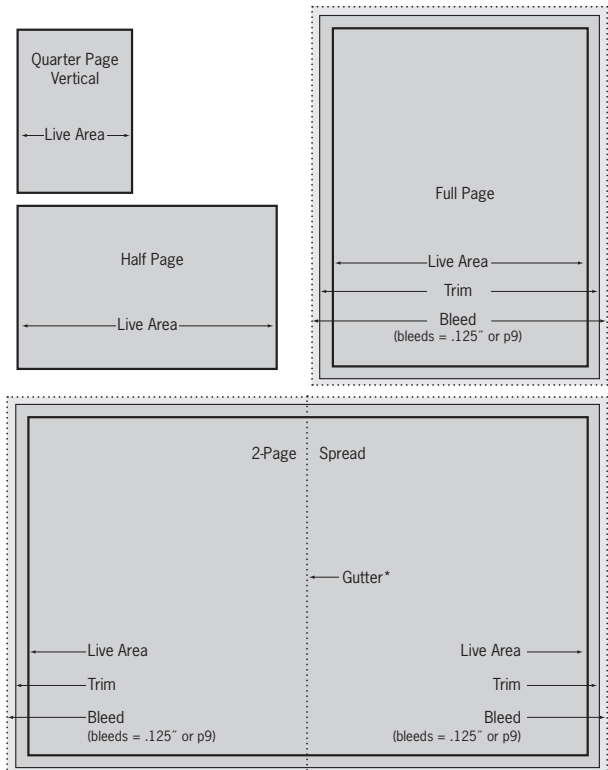 Quarter Page
Vertical
Live Area
Half Page
Live Area
Full Page
Live Area
Trim
Bleed
(bleeds = .125˝ or p9)
2-Page Spread
Gutter*
Live Area Live Area
Trim Trim
Bleed Bleed
(bleeds = .125˝ or p9) (bleeds = .125˝ or p9)